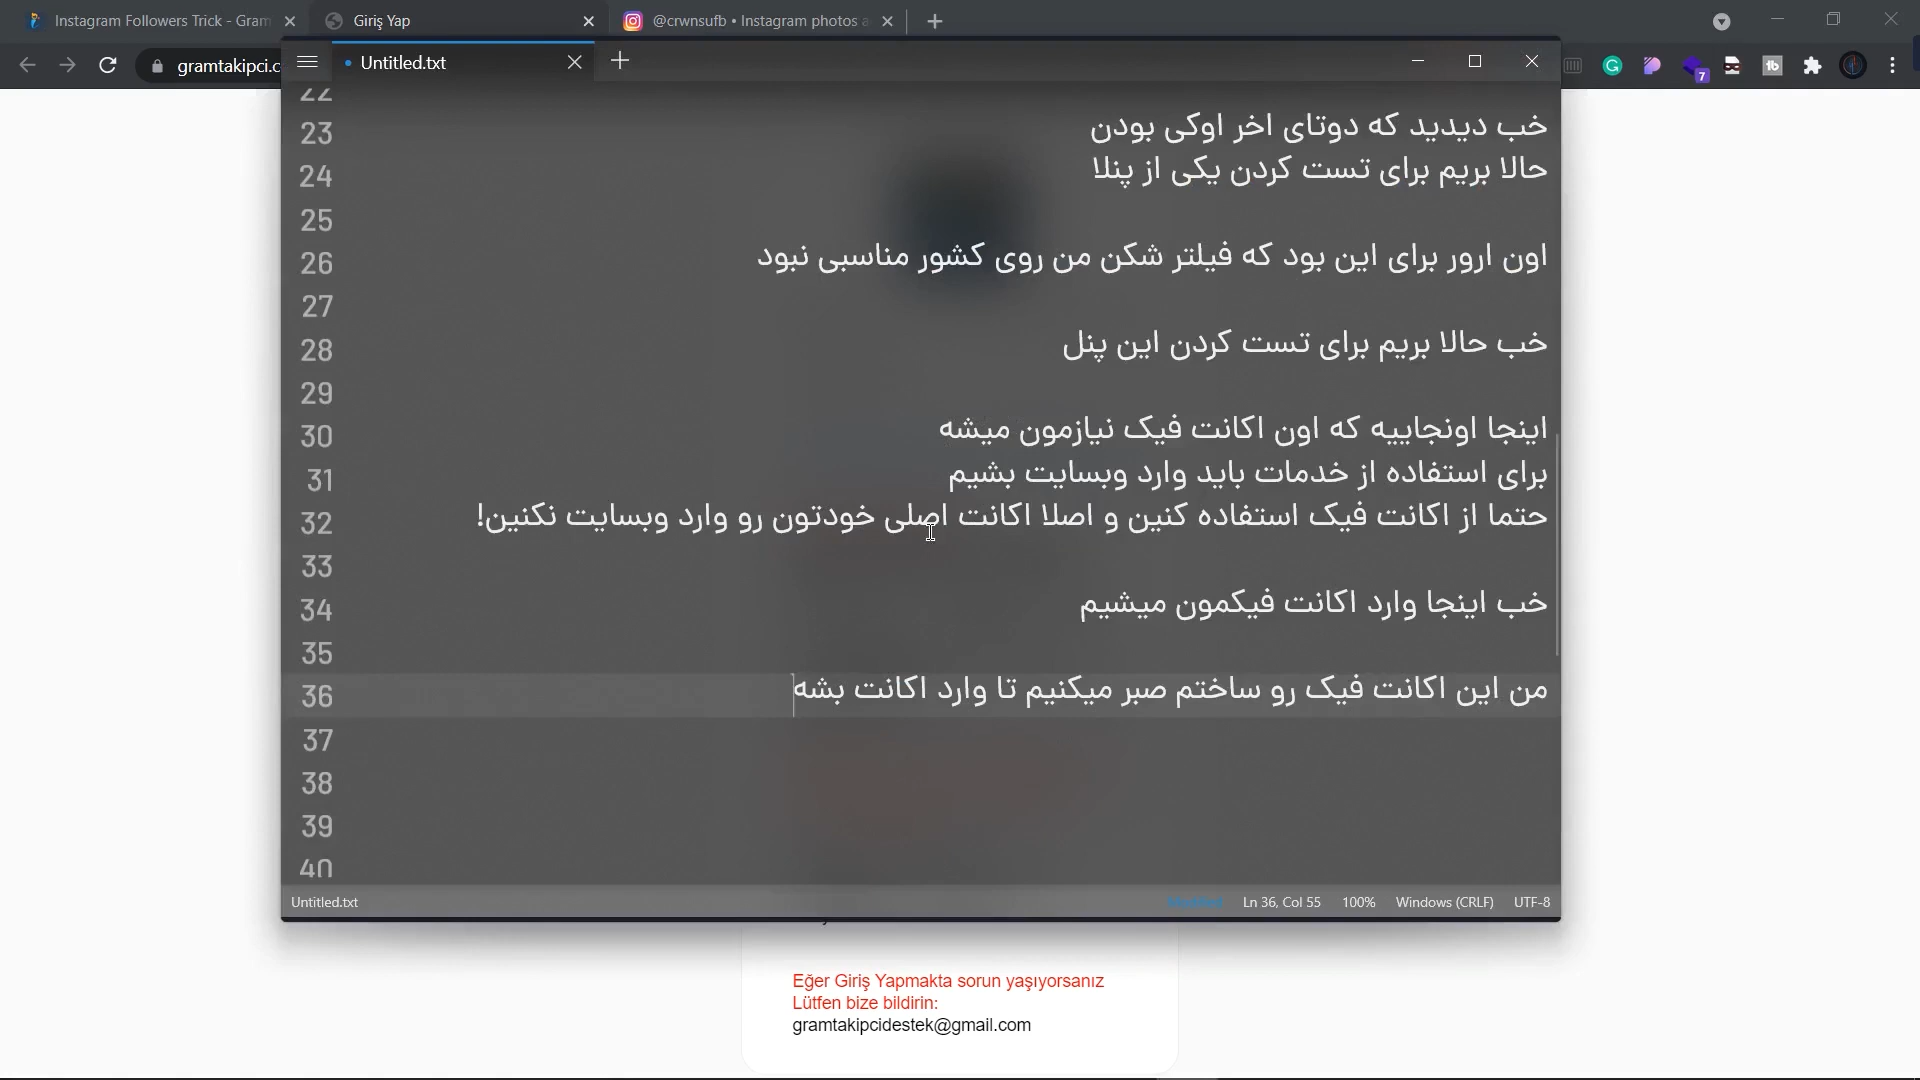 Instagram Followers Trick - Gram
Giriş Yap
@crwnsufb • Instagram photos a
gramtakipci.c
7
Untitled.txt
22
23 خب دیدید که دوتای اخر اوکی بودن
24 حالا بریم برای تست کردن یکی از پنلا
25
26 اون ارور برای این بود که فیلتر شکن من روی کشور مناسبی نبود
27
28 خب حالا بریم برای تست کردن این پنل
29
30 اینجا اونجاییه که اون اکانت فیک نیازمون میشه
31 برای استفاده از خدمات باید وارد وبسایت بشیم
32 حتما از اکانت فیک استفاده کنین و اصلا اکانت اصلی خودتون رو وارد وبسایت نکنین!
33
34 خب اینجا وارد اکانت فیکمون میشیم
35
36 من این اکانت فیک رو ساختم صبر میکنیم تا وارد اکانت بشه
37
38
39
40
Untitled.txt Modified Ln 36, Col 55 100% Windows (CRLF) UTF-8
Eğer Giriş Yapmakta sorun yaşıyorsanız
Lütfen bize bildirin:
gramtakipcidestek@gmail.com